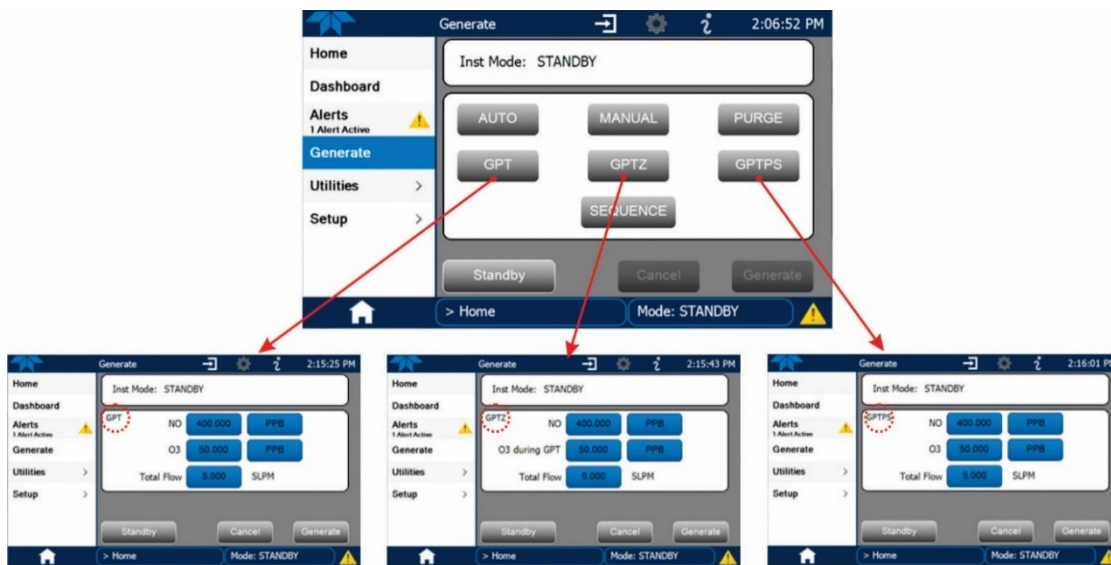 Generate 2:06:52 PM
Home
Inst Mode: STANDBY
Dashboard
Alerts
1 Alert Active
AUTO MANUAL PURGE
Generate
GPT GPTZ GPTPS
Utilities >
SEQUENCE
Setup >
Standby Cancel Generate
> Home Mode: STANDBY
Generate 2:15:25 PM
Home
Inst Mode: STANDBY
Dashboard
GPT
NO 400.000 PPB
Alerts
1 Alert Active
Generate
O3 50.000 PPB
Utilities >
Total Flow 5.000 SLPM
Setup >
Standby Cancel Generate
> Home Mode: STANDBY
Generate 2:15:43 PM
Home
Inst Mode: STANDBY
Dashboard
GPTZ
NO 400.000 PPB
Alerts
1 Alert Active
Generate
O3 during GPT 50.000 PPB
Utilities >
Total Flow 5.000 SLPM
Setup >
Standby Cancel Generate
> Home Mode: STANDBY
Generate 2:16:01 PM
Home
Inst Mode: STANDBY
Dashboard
GPTPS
NO 400.000 PPB
Alerts
1 Alert Active
Generate
O3 50.000 PPB
Utilities >
Total Flow 5.000 SLPM
Setup >
Standby Cancel Generate
> Home Mode: STANDBY